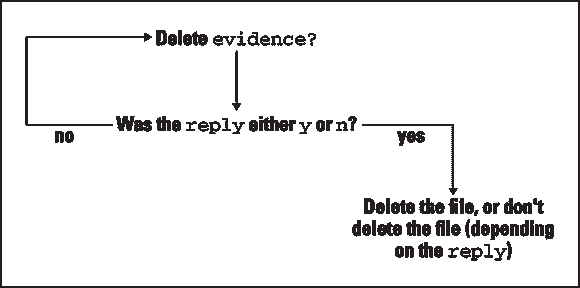 Delete evidence?
Was the reply either y or n?
no
yes
Delete the file, or don't
delete the file (depending
on the reply)